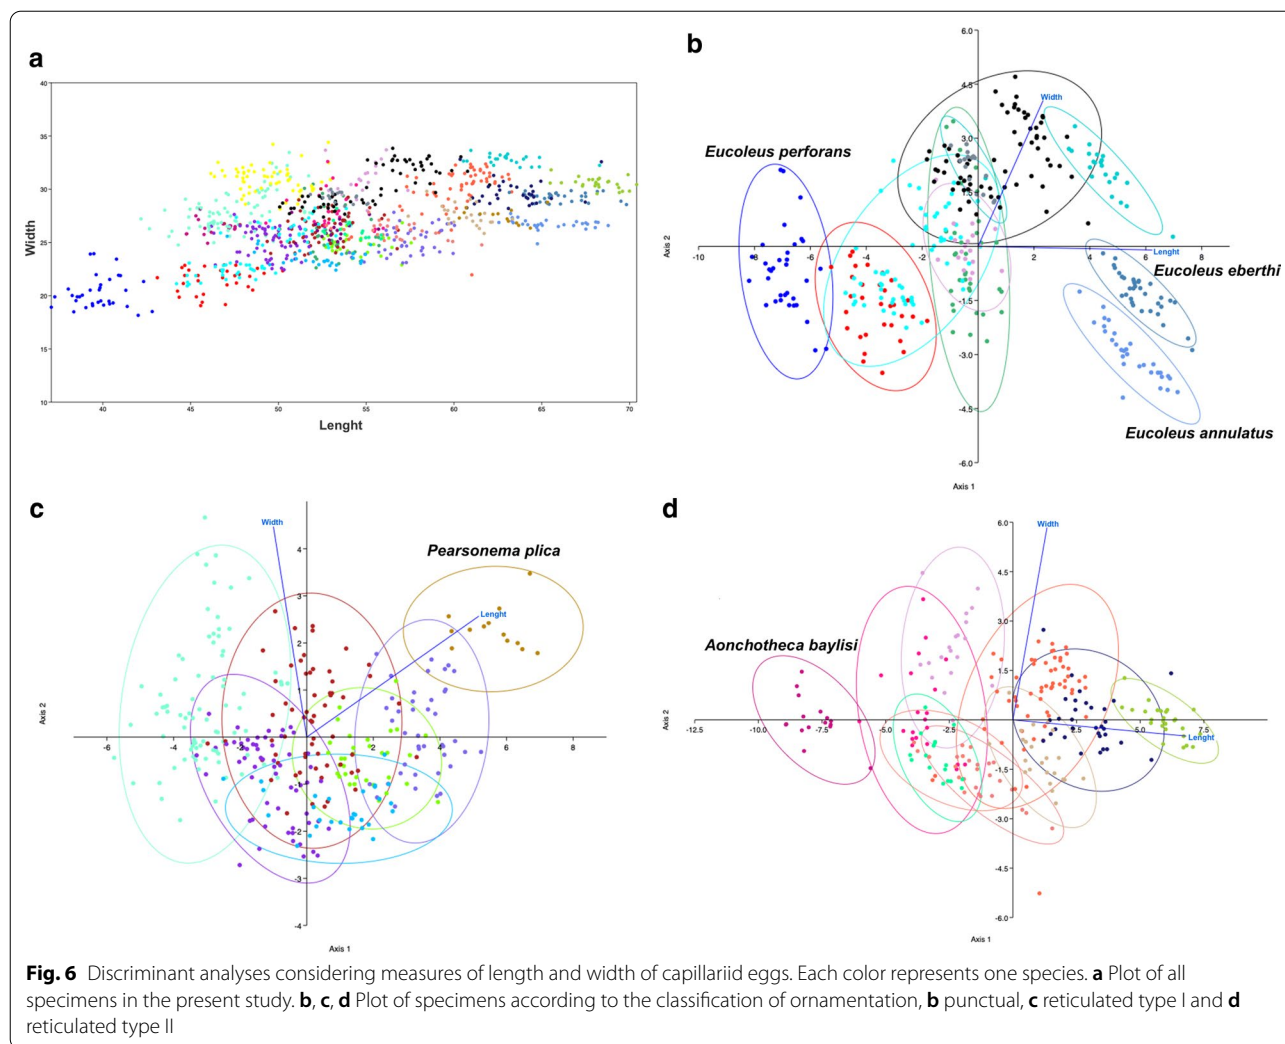 a
40
35
30
25
20
15
10
Width
40
45
50
55
60
65
70
Lenght
b
6.0
4.5
3.0
1.5
-1.5
-3.0
-4.5
-6.0
Width
Eucoleus perforans
Axis 2
-10
-8
-6
-4
-2
2
4
6
8
Lenght
Eucoleus eberthi
Eucoleus annulatus
Axis 1
c
Width
4
3
2
1
-1
-2
-3
-4
Pearsonema plica
Lenght
Axis 2
-6
-4
-2
2
4
6
8
Axis 1
d
6.0
4.5
3.0
1.5
-1.5
-3.0
-4.5
-6.0
Width
Aonchotheca baylisi
Axis 2
-12.5
-10.0
-7.5
-5.0
-2.5
2.5
5.0
7.5
Lenght
Axis 1
Fig. 6 Discriminant analyses considering measures of length and width of capillariid eggs. Each color represents one species. a Plot of all
specimens in the present study. b, c, d Plot of specimens according to the classification of ornamentation, b punctual, c reticulated type I and d
reticulated type II